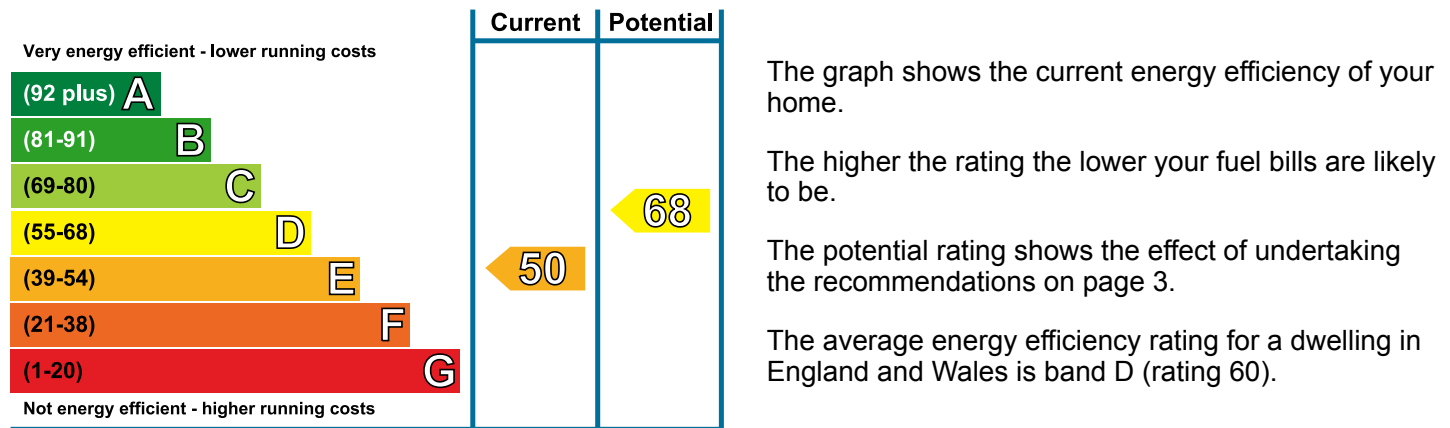 Current Potential
Very energy efficient - lower running costs
(92 plus) A
(81-91) B
(69-80) C
(55-68) D
68
(39-54) E
50
(21-38) F
(1-20) G
Not energy efficient - higher running costs
The graph shows the current energy efficiency of your
home.
The higher the rating the lower your fuel bills are likely
to be.
The potential rating shows the effect of undertaking
the recommendations on page 3.
The average energy efficiency rating for a dwelling in
England and Wales is band D (rating 60).